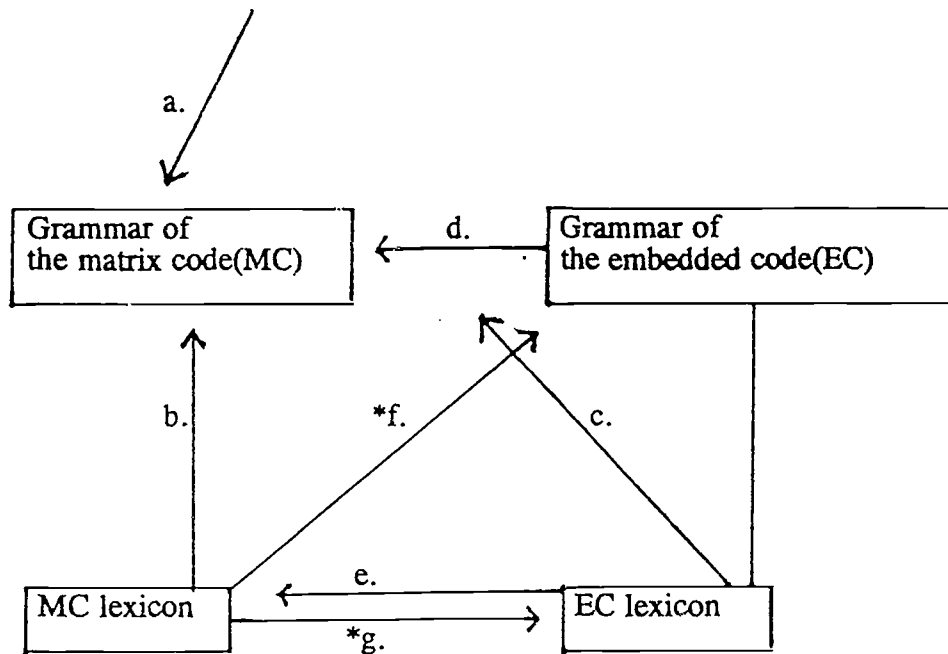 a.
Grammar of
the matrix code(MC)
d.
Grammar of
the embedded code(EC)
b.
*f.
c.
MC lexicon
e.
*g.
EC lexicon